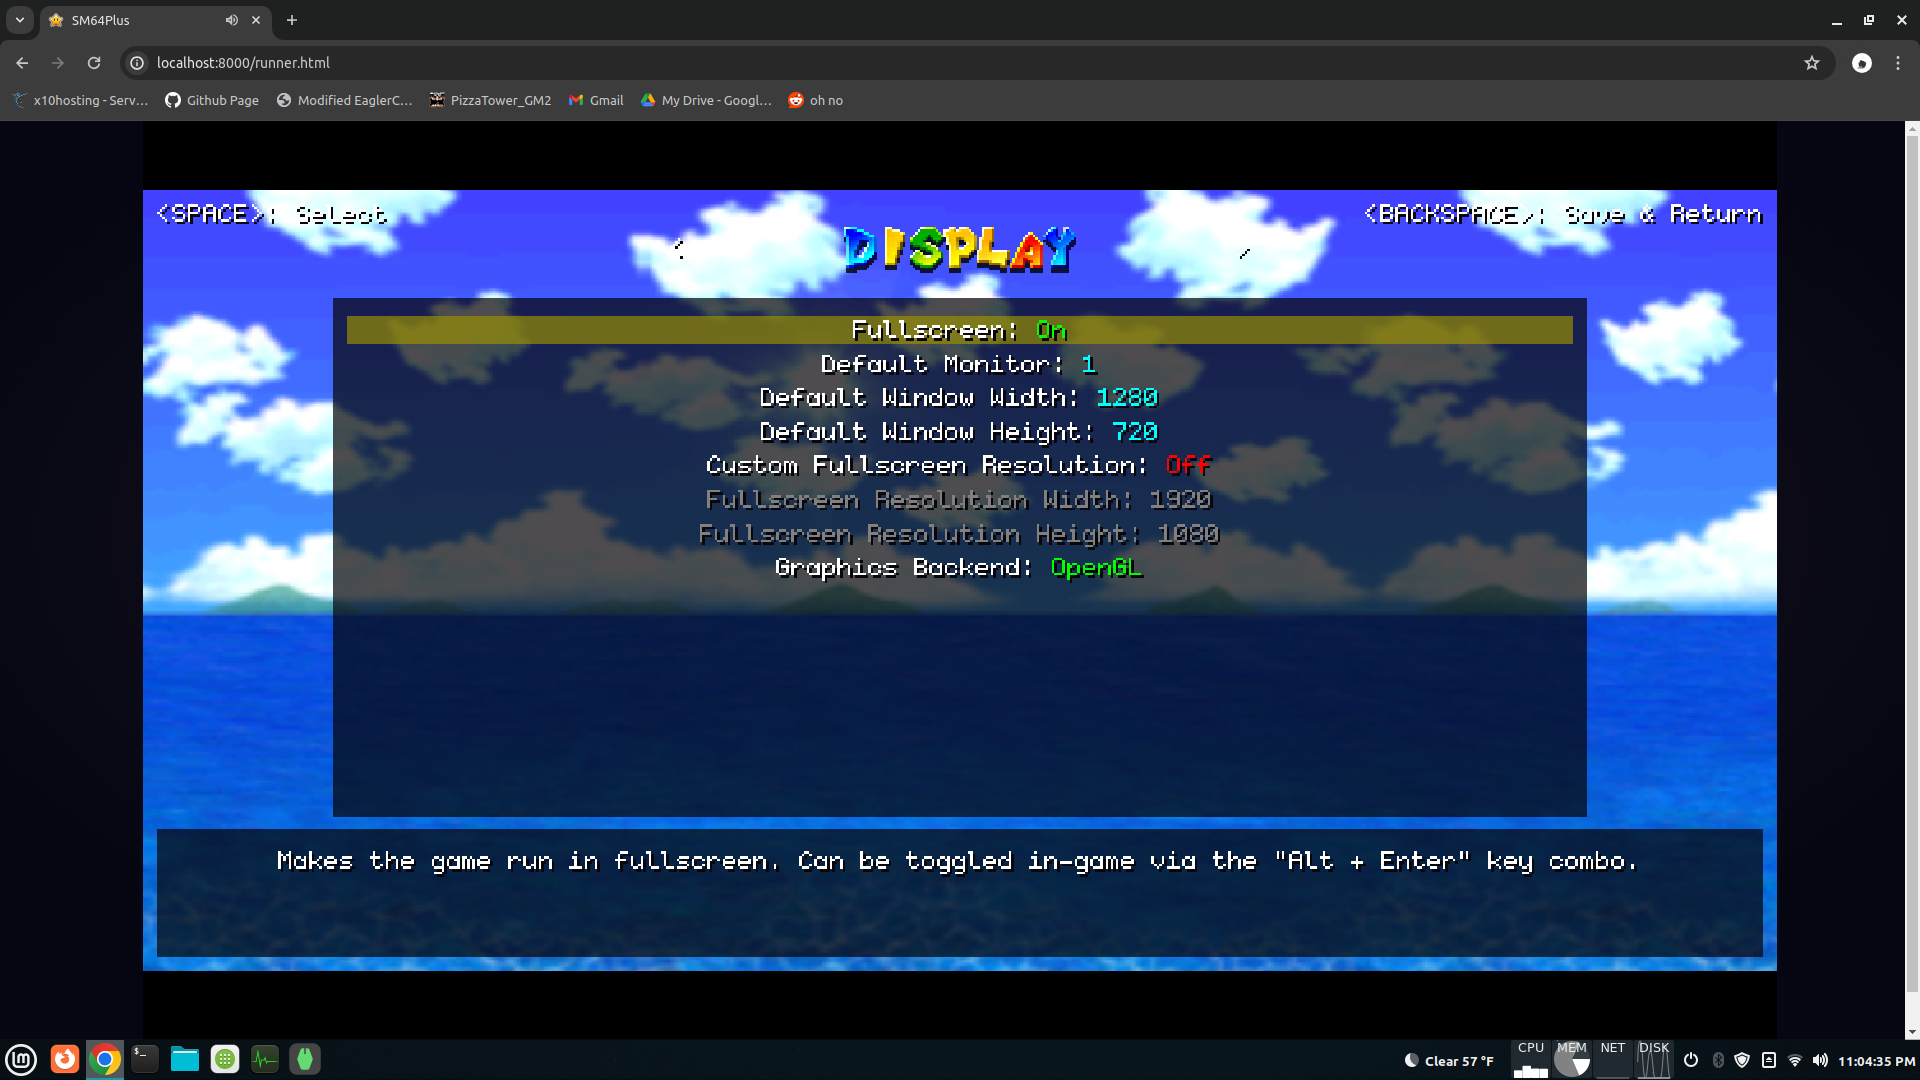 SM64Plus
localhost:8000/runner.html
x10hosting - Serv...
Github Page
Modified EaglerC...
PizzaTower_GM2
Gmail
My Drive - Googl...
oh no
<SPACE>: Select
<BACKSPACE>: Save & Return
DISPLAY
Fullscreen: On
Default Monitor: 1
Default Window Width: 1280
Default Window Height: 720
Custom Fullscreen Resolution: Off
Fullscreen Resolution Width: 1920
Fullscreen Resolution Height: 1080
Graphics Backend: OpenGL
Makes the game run in fullscreen. Can be toggled in-game via the "Alt + Enter" key combo.
Clear 57 °F
CPU
MEM
NET
DISK
11:04:35 PM